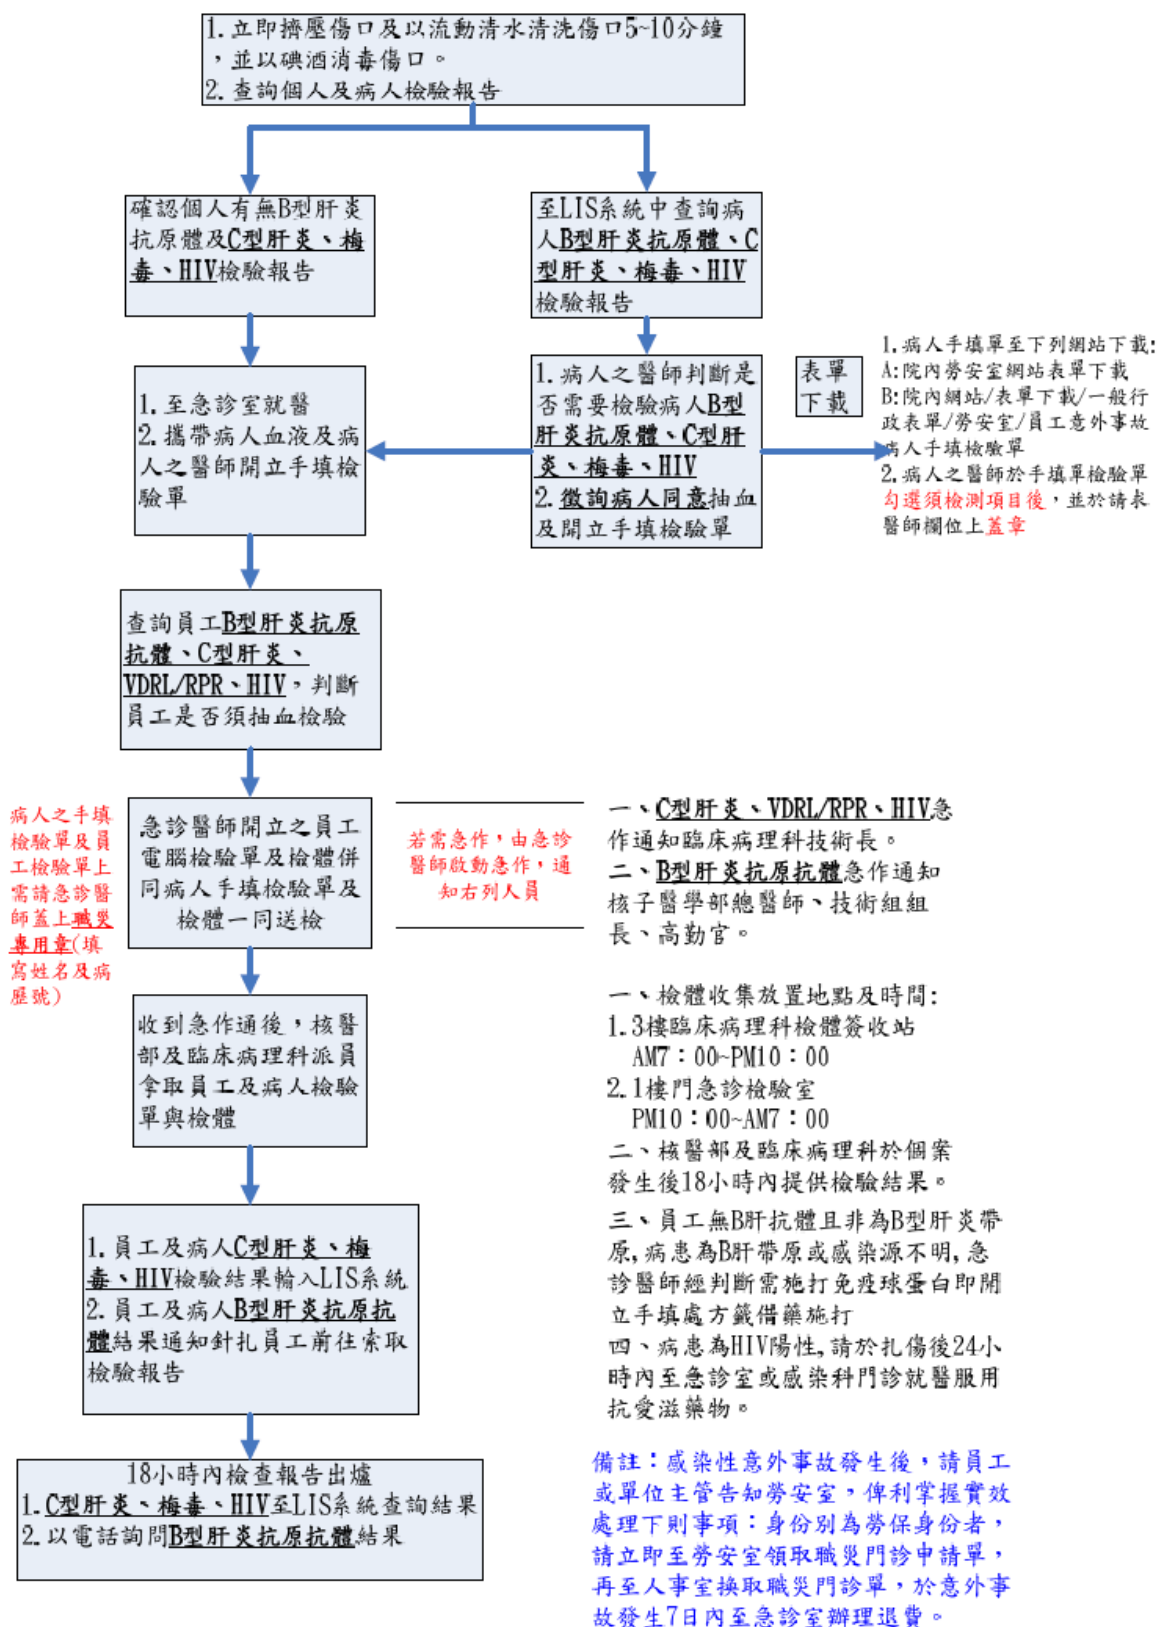 1.立即擠壓傷口及以流動清水清洗傷口5~10分鐘
，並以碘酒消毒傷口。
2.查詢個人及病人檢驗報告
確認個人有無B型肝炎
抗原體及C型肝炎、梅
毒、HIV檢驗報告
至LIS系統中查詢病
人B型肝炎抗原體、C
型肝炎、梅毒、HIV
檢驗報告
1.至急診室就醫
2.攜帶病人血液及病
人之醫師開立手填檢
驗單
1.病人之醫師判斷是
否需要檢驗病人B型
肝炎抗原體、C型肝
炎、梅毒、HIV
2.徵詢病人同意抽血
及開立手填檢驗單
表單
下載
1.病人手填單至下列網站下載:
A:院內勞安室網站表單下載
B:院內網站/表單下載/一般行
政表單/勞安室/員工意外事故
病人手填檢驗單
2.病人之醫師於手填單檢驗單
勾選須檢測項目後，並於請表
醫師欄位上蓋章
查詢員工B型肝炎抗原
抗體、C型肝炎、
VDRL/RPR、HIV，判斷
員工是否須抽血檢驗
病人之手填
檢驗單及員
工檢驗單上
需請急診醫
師蓋上職災
專用章(填
寫姓名及病
歷號)
急診醫師開立之員工
電腦檢驗單及檢體併
同病人手填檢驗單及
檢體一同送檢
若需急作，由急診
醫師啟動急作，通
知右列人員
一、C型肝炎、VDRL/RPR、HIV急
作通知臨床病理科技術長。
二、B型肝炎抗原抗體急作通知
核子醫學部總醫師、技術組組
長、高勤官。
收到急作通後，核醫
部及臨床病理科派員
拿取員工及病人檢驗
單與檢體
一、檢體收集放置地點及時間:
1.3樓臨床病理科檢體簽收站
AM7：00~PM10：00
2.1樓門急診檢驗室
PM10：00~AM7：00
二、核醫部及臨床病理科於個案
發生後18小時內提供檢驗結果。
三、員工無B肝抗體且非為B型肝炎帶
原,病患為B肝帶原或感染源不明,急
診醫師經判斷需施打免疫球蛋白即開
立手填處方籤借藥施打
四、病患為HIV陽性,請於扎傷後24小
時內至急診室或感染科門診就醫服用
抗愛滋藥物。
1.員工及病人C型肝炎、梅
毒、HIV檢驗結果輸入LIS系統
2.員工及病人B型肝炎抗原抗
體結果通知針扎員工前往索取
檢驗報告
18小時內檢查報告出爐
1.C型肝炎、梅毒、HIV至LIS系統查詢結果
2.以電話詢問B型肝炎抗原抗體結果
備註：感染性意外事故發生後，請員工
或單位主管告知勞安室，俾利掌握實效
處理下則事項：身份別為勞保身份者，
請立即至勞安室領取職災門診申請單，
再至人事室換取職災門診單，於意外事
故發生7日內至急診室辦理退費。